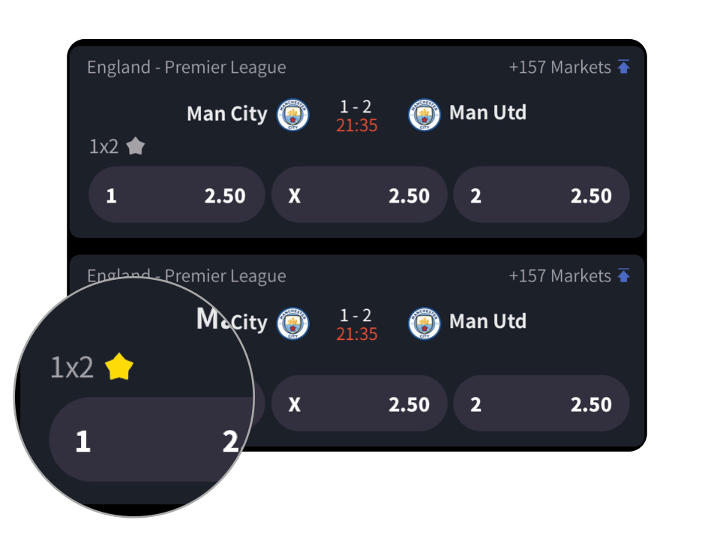 England - Premier League +157 Markets
Man City 1 - 2 Man Utd
21:35
1x2
1 2.50 X 2.50 2 2.50
England - Premier League +157 Markets
City 1 - 2 Man Utd
21:35
1x2
1 2 X 2.50 2 2.50